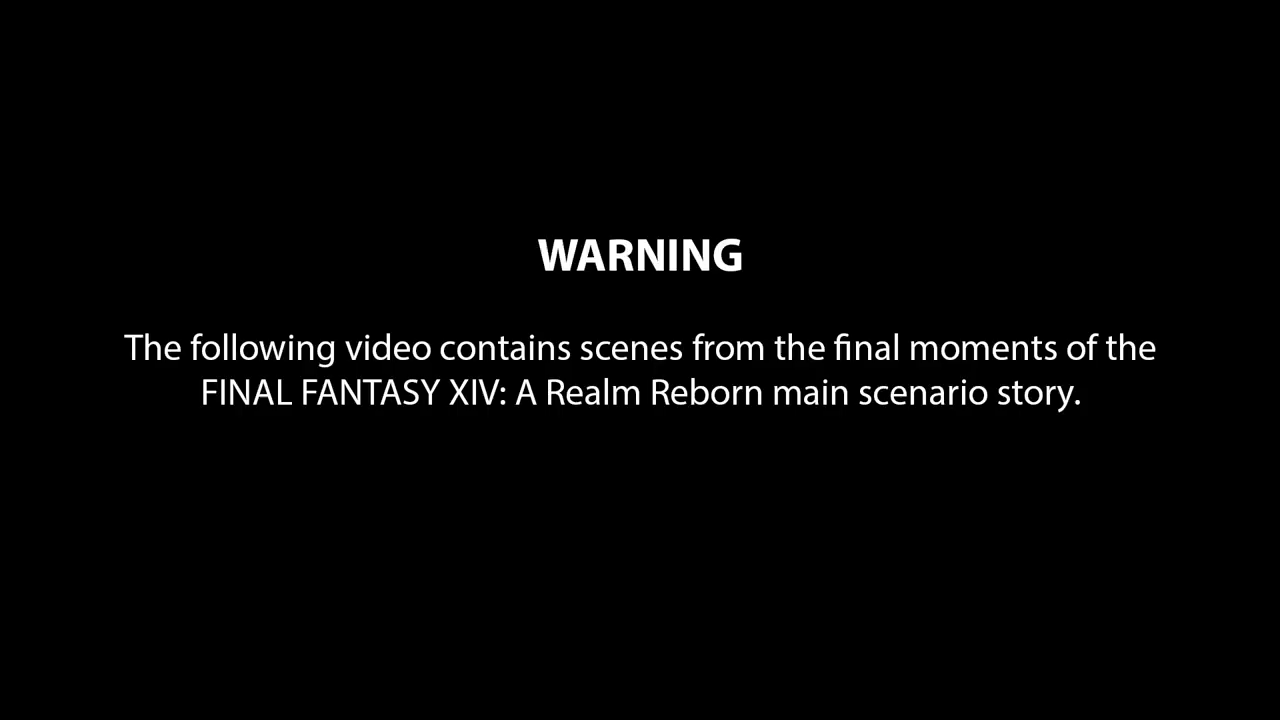 WARNING
The following video contains scenes from the final moments of the
FINAL FANTASY XIV: A Realm Reborn main scenario story.